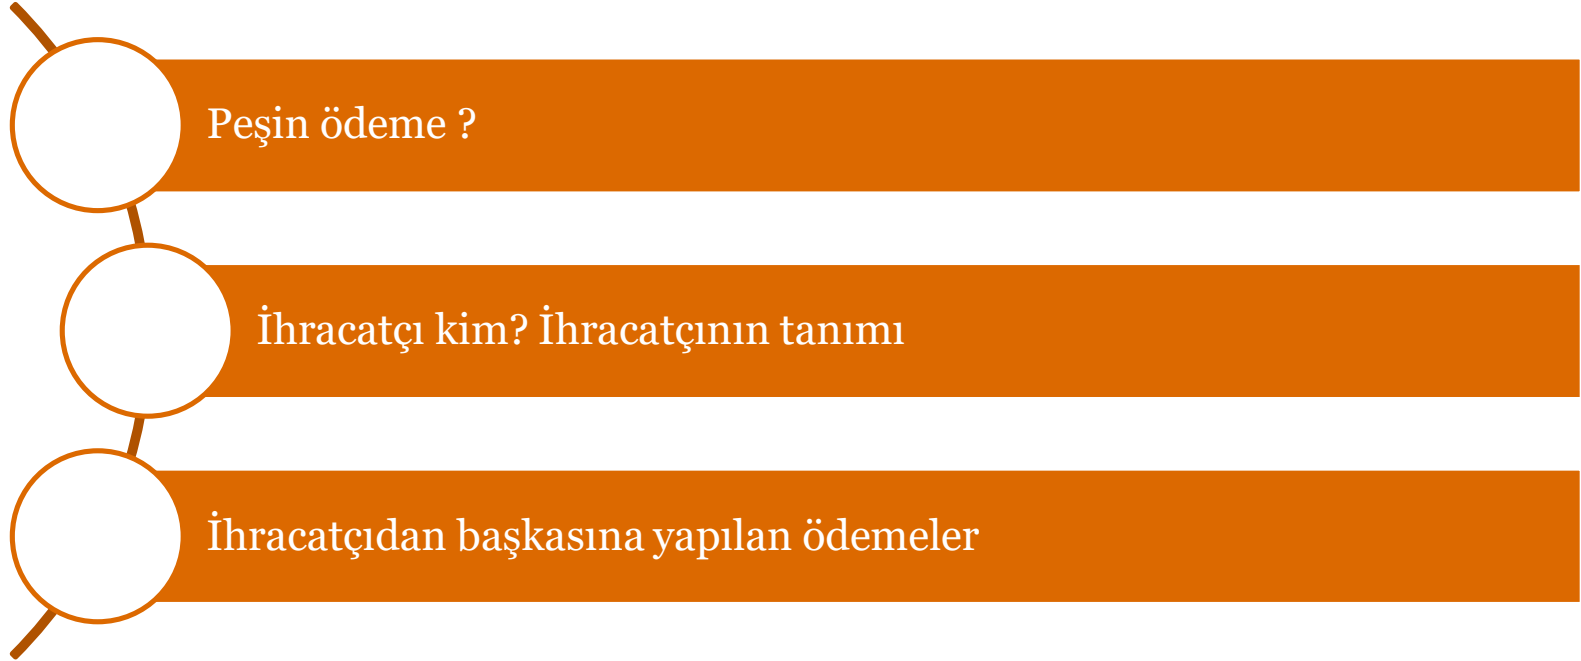 Peşin ödeme ?
İhracatçı kim? İhracatçının tanımı
İhracatçıdan başkasına yapılan ödemeler